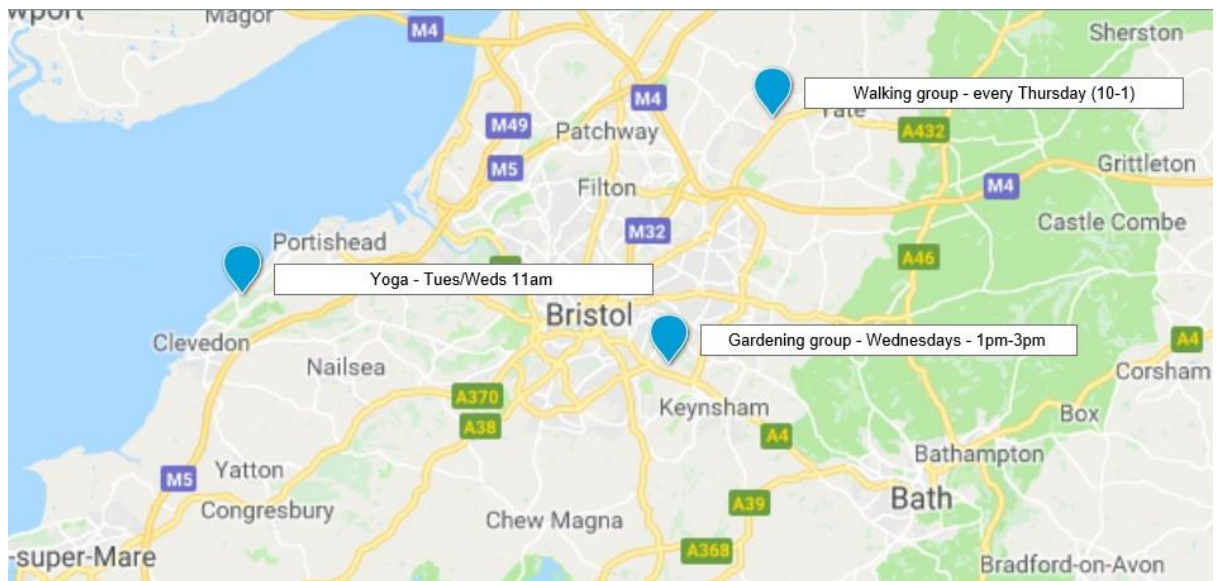 wport
Magor
M4
Sherston
Walking group - every Thursday (10-1)
M4
Yate
M49
Patchway
A432
M5
Grittleton
Filton
M4
Castle Combe
M32
Portishead
A46
Yoga - Tues/Weds 11am
Bristol
Clevedon
Gardening group - Wednesdays - 1pm-3pm
A4
Nailsea
Corsham
A370
Keynsham
Box
A38
A4
Bathampton
Yatton
M5
Bath
A39
Congresbury
Chew Magna
-super-Mare
A368
Bradford-on-Avon